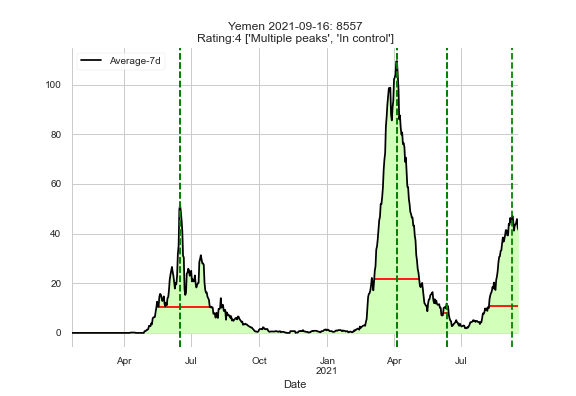 Yemen 2021-09-16: 8557
Rating:4 ['Multiple peaks', 'In control']
Average-7d
100
80
60
40
20
0
Apr Jul Oct Jan Apr Jul
2021
Date